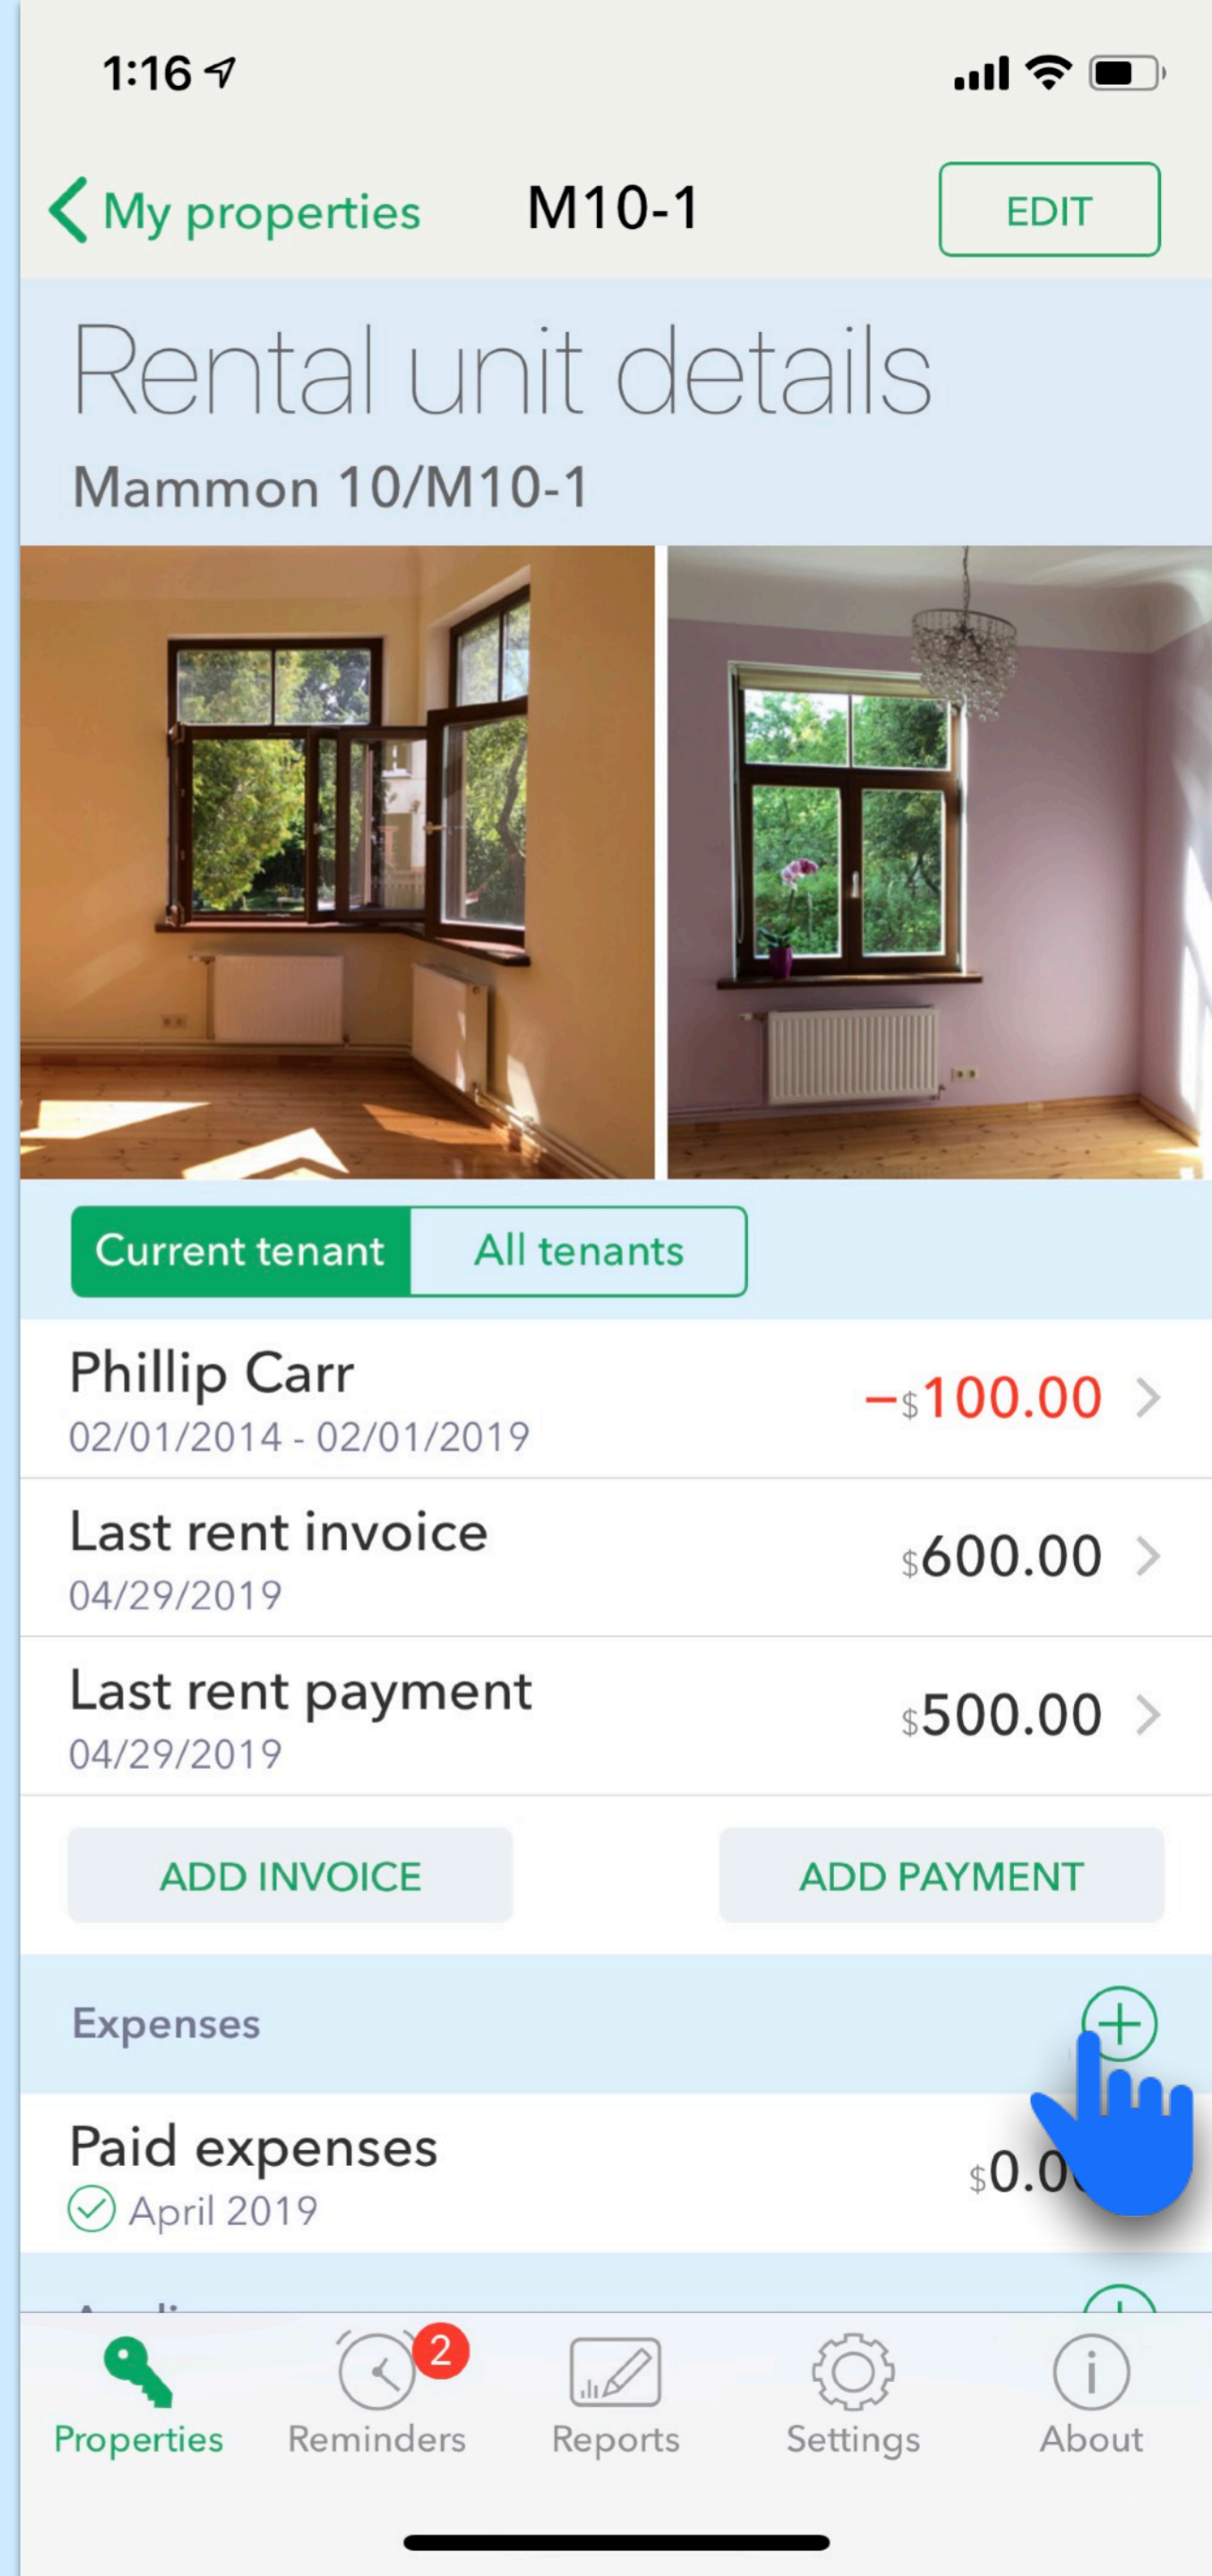 1:16
My properties
M10-1
EDIT
Rental unit details
Mammon 10/M10-1
Current tenant
All tenants
Phillip Carr
02/01/2014 - 02/01/2019
–$100.00
Last rent invoice
04/29/2019
$600.00
Last rent payment
04/29/2019
$500.00
ADD INVOICE
ADD PAYMENT
Expenses
Paid expenses
April 2019
$0.0
2
Properties
Reminders
Reports
Settings
About